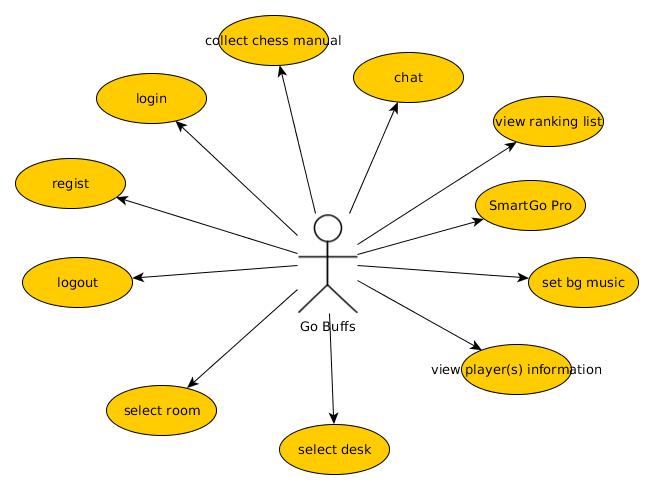 collect chess manual
chat
login
view ranking list
regist
SmartGo Pro
logout
set bg music
Go Buffs
view player(s) information
select room
select desk